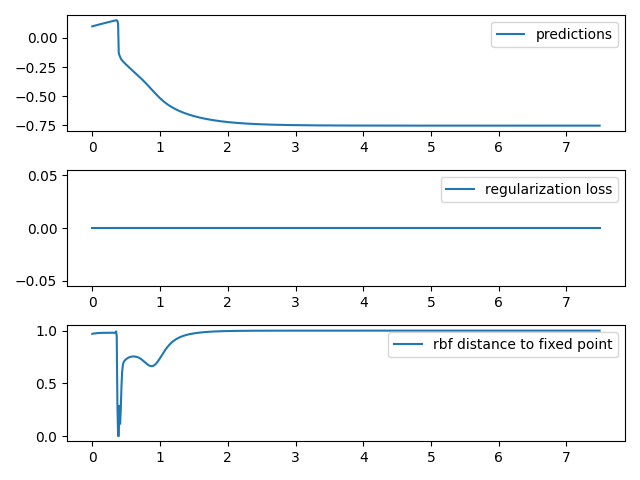 predictions
0.00
−0.25
−0.50
−0.75
0 1 2 3 4 5 6 7
regularization loss
0.05
0.00
−0.05
0 1 2 3 4 5 6 7
rbf distance to fixed point
1.0
0.5
0.0
0 1 2 3 4 5 6 7